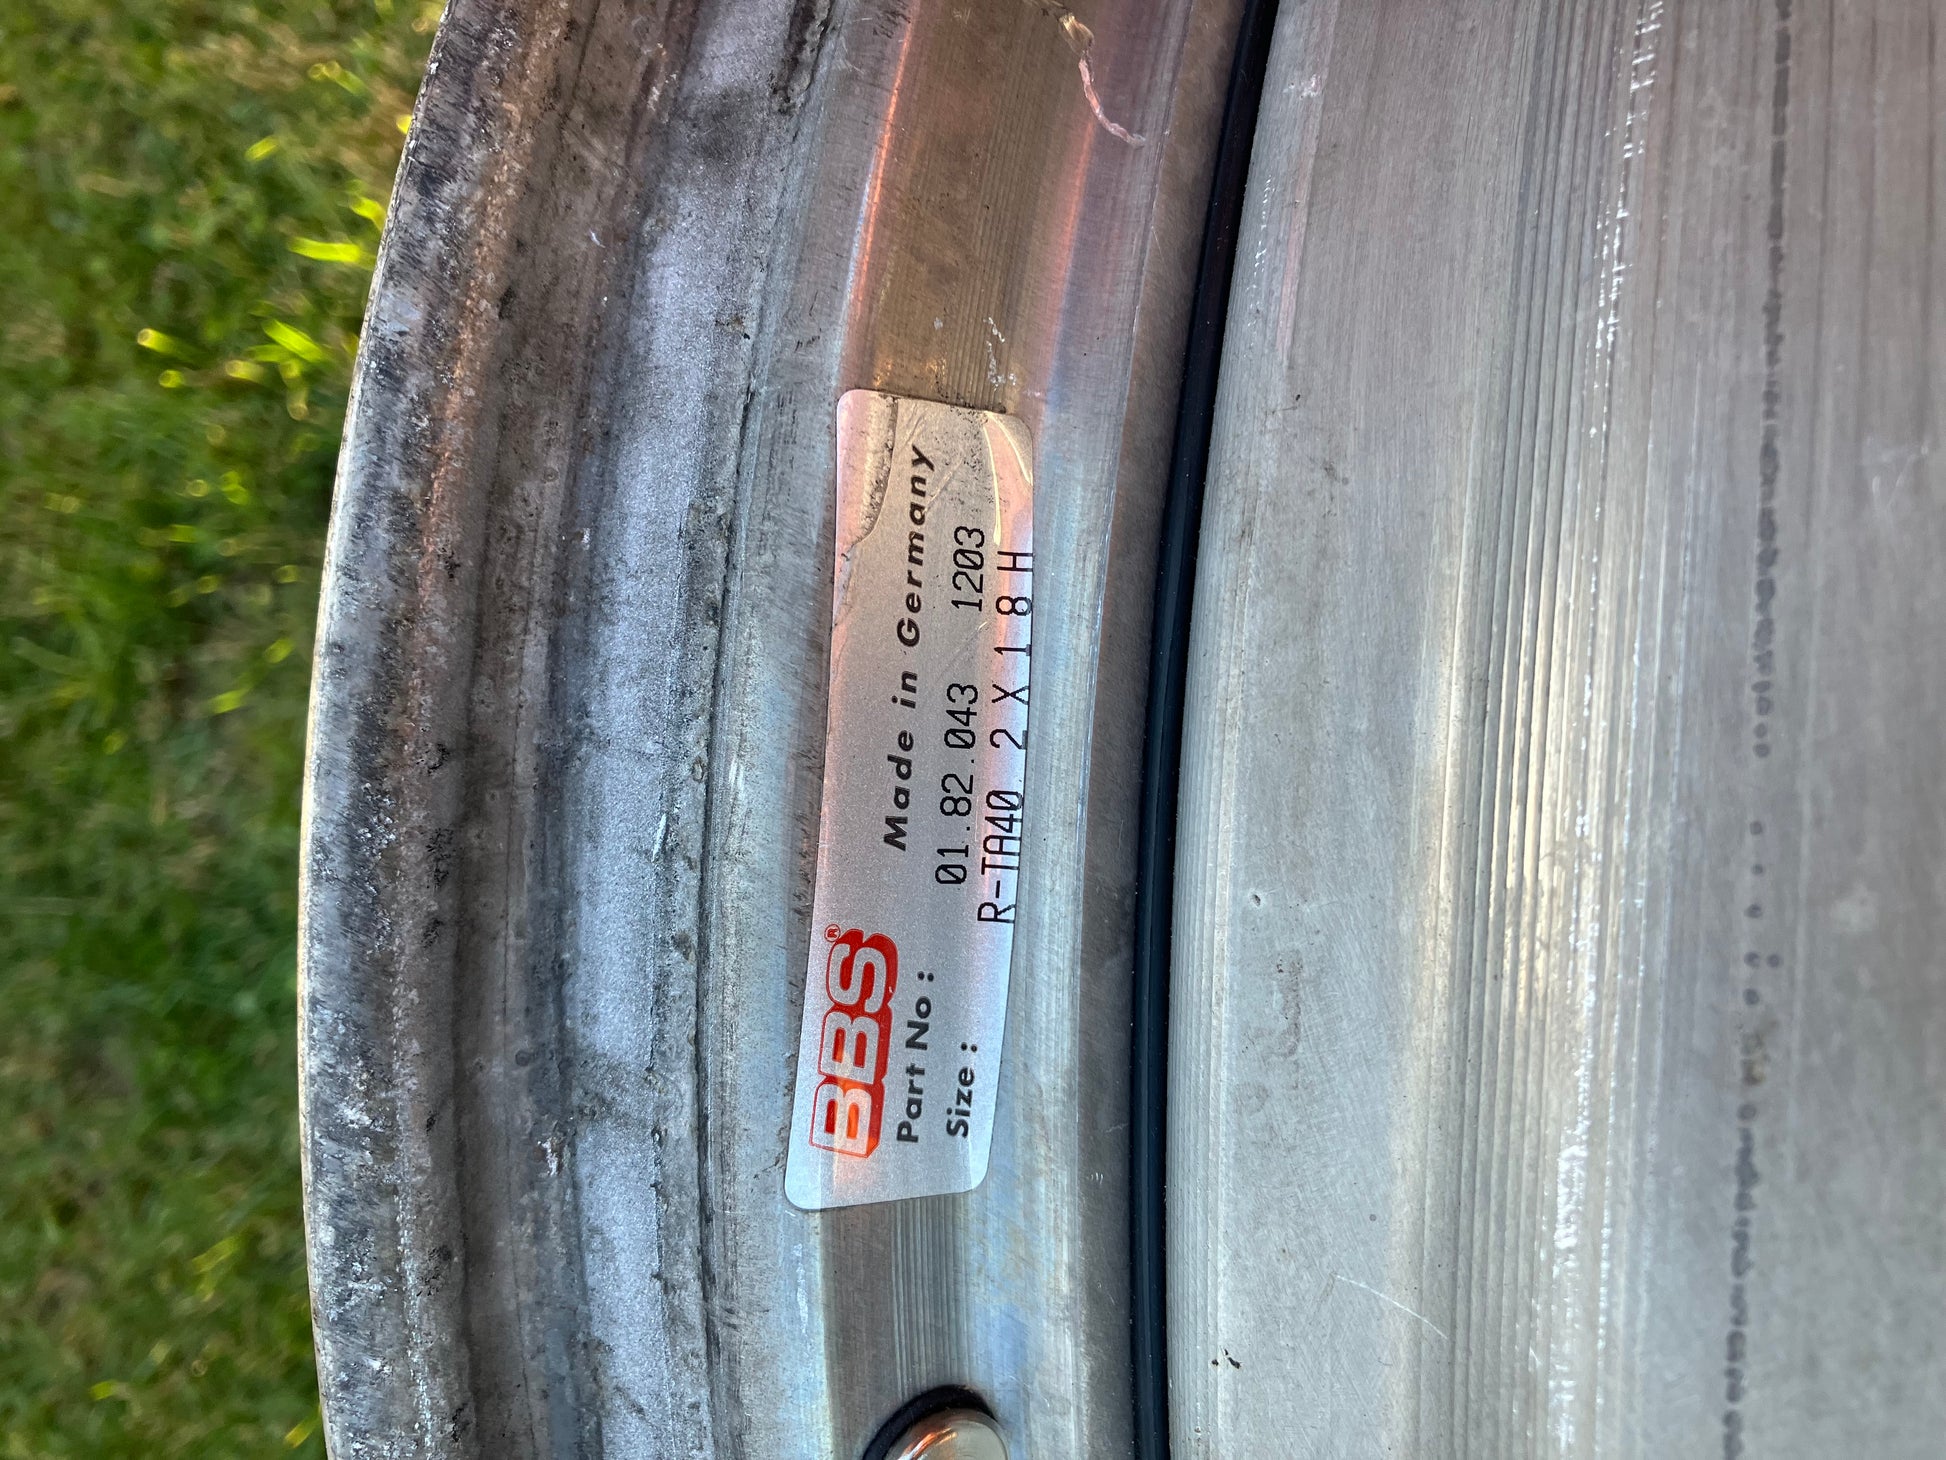 BBS®
Made in Germany
Part No : 01.82.043 1203
Size : R-TA40 2 X 18 H